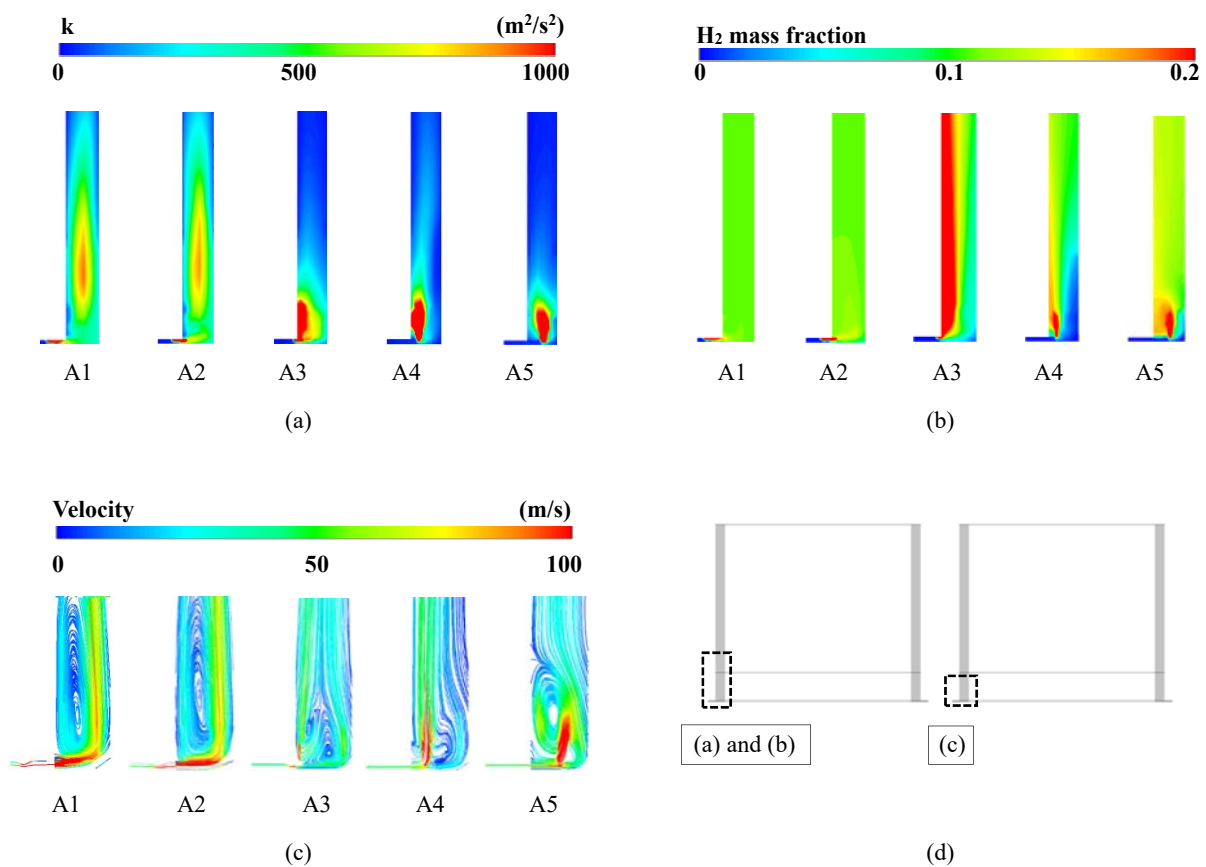 k (m²/s²)
0 500 1000
A1 A2 A3 A4 A5
(a)
H₂ mass fraction
0 0.1 0.2
A1 A2 A3 A4 A5
(b)
Velocity (m/s)
0 50 100
A1 A2 A3 A4 A5
(c)
(a) and (b) (c)
(d)